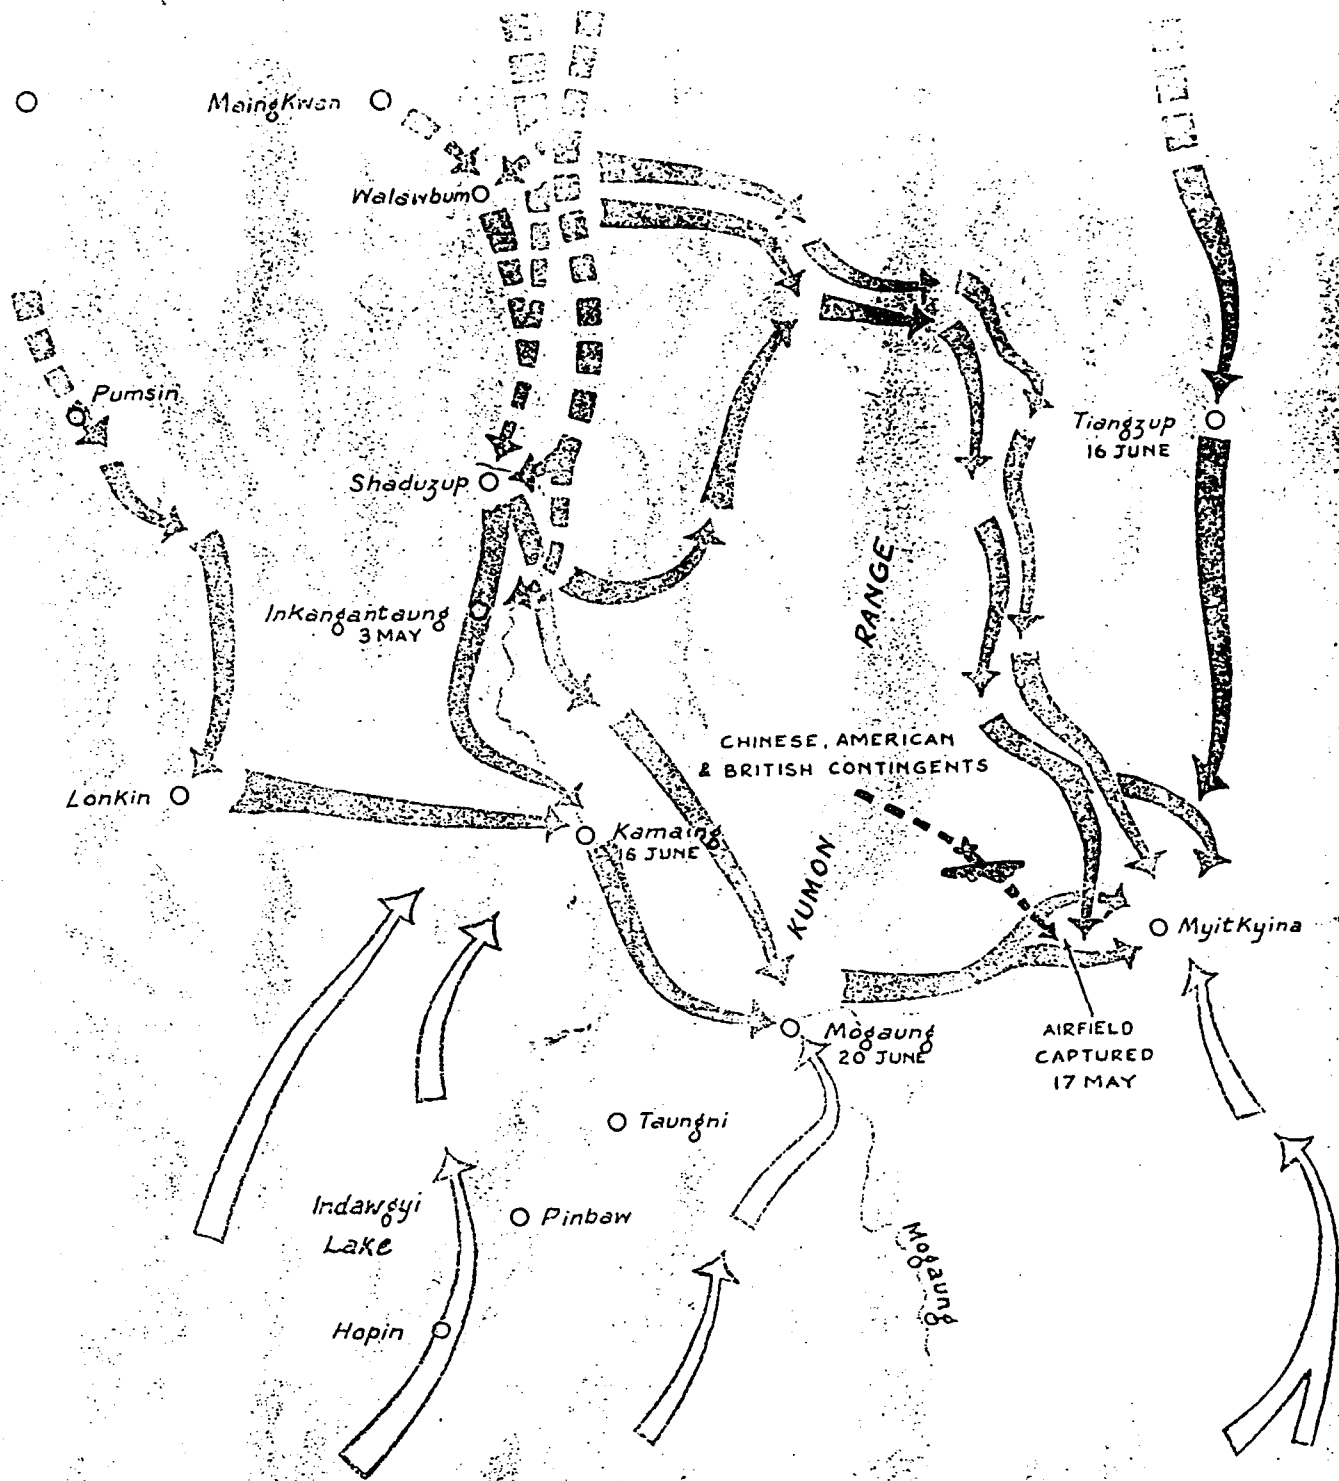 MaingKwan
Walawbum
Pumsin
Tiangzup
16 JUNE
Shaduzup
RANGE
InKangantaung
3 MAY
CHINESE, AMERICAN
& BRITISH CONTINGENTS
Lonkin
Kamaing
16 JUNE
KUMON
MyitKyina
Mogaung
20 JUNE
AIRFIELD
CAPTURED
17 MAY
Taungni
Indawgyi
Lake
Pinbaw
Mogaung
Hopin